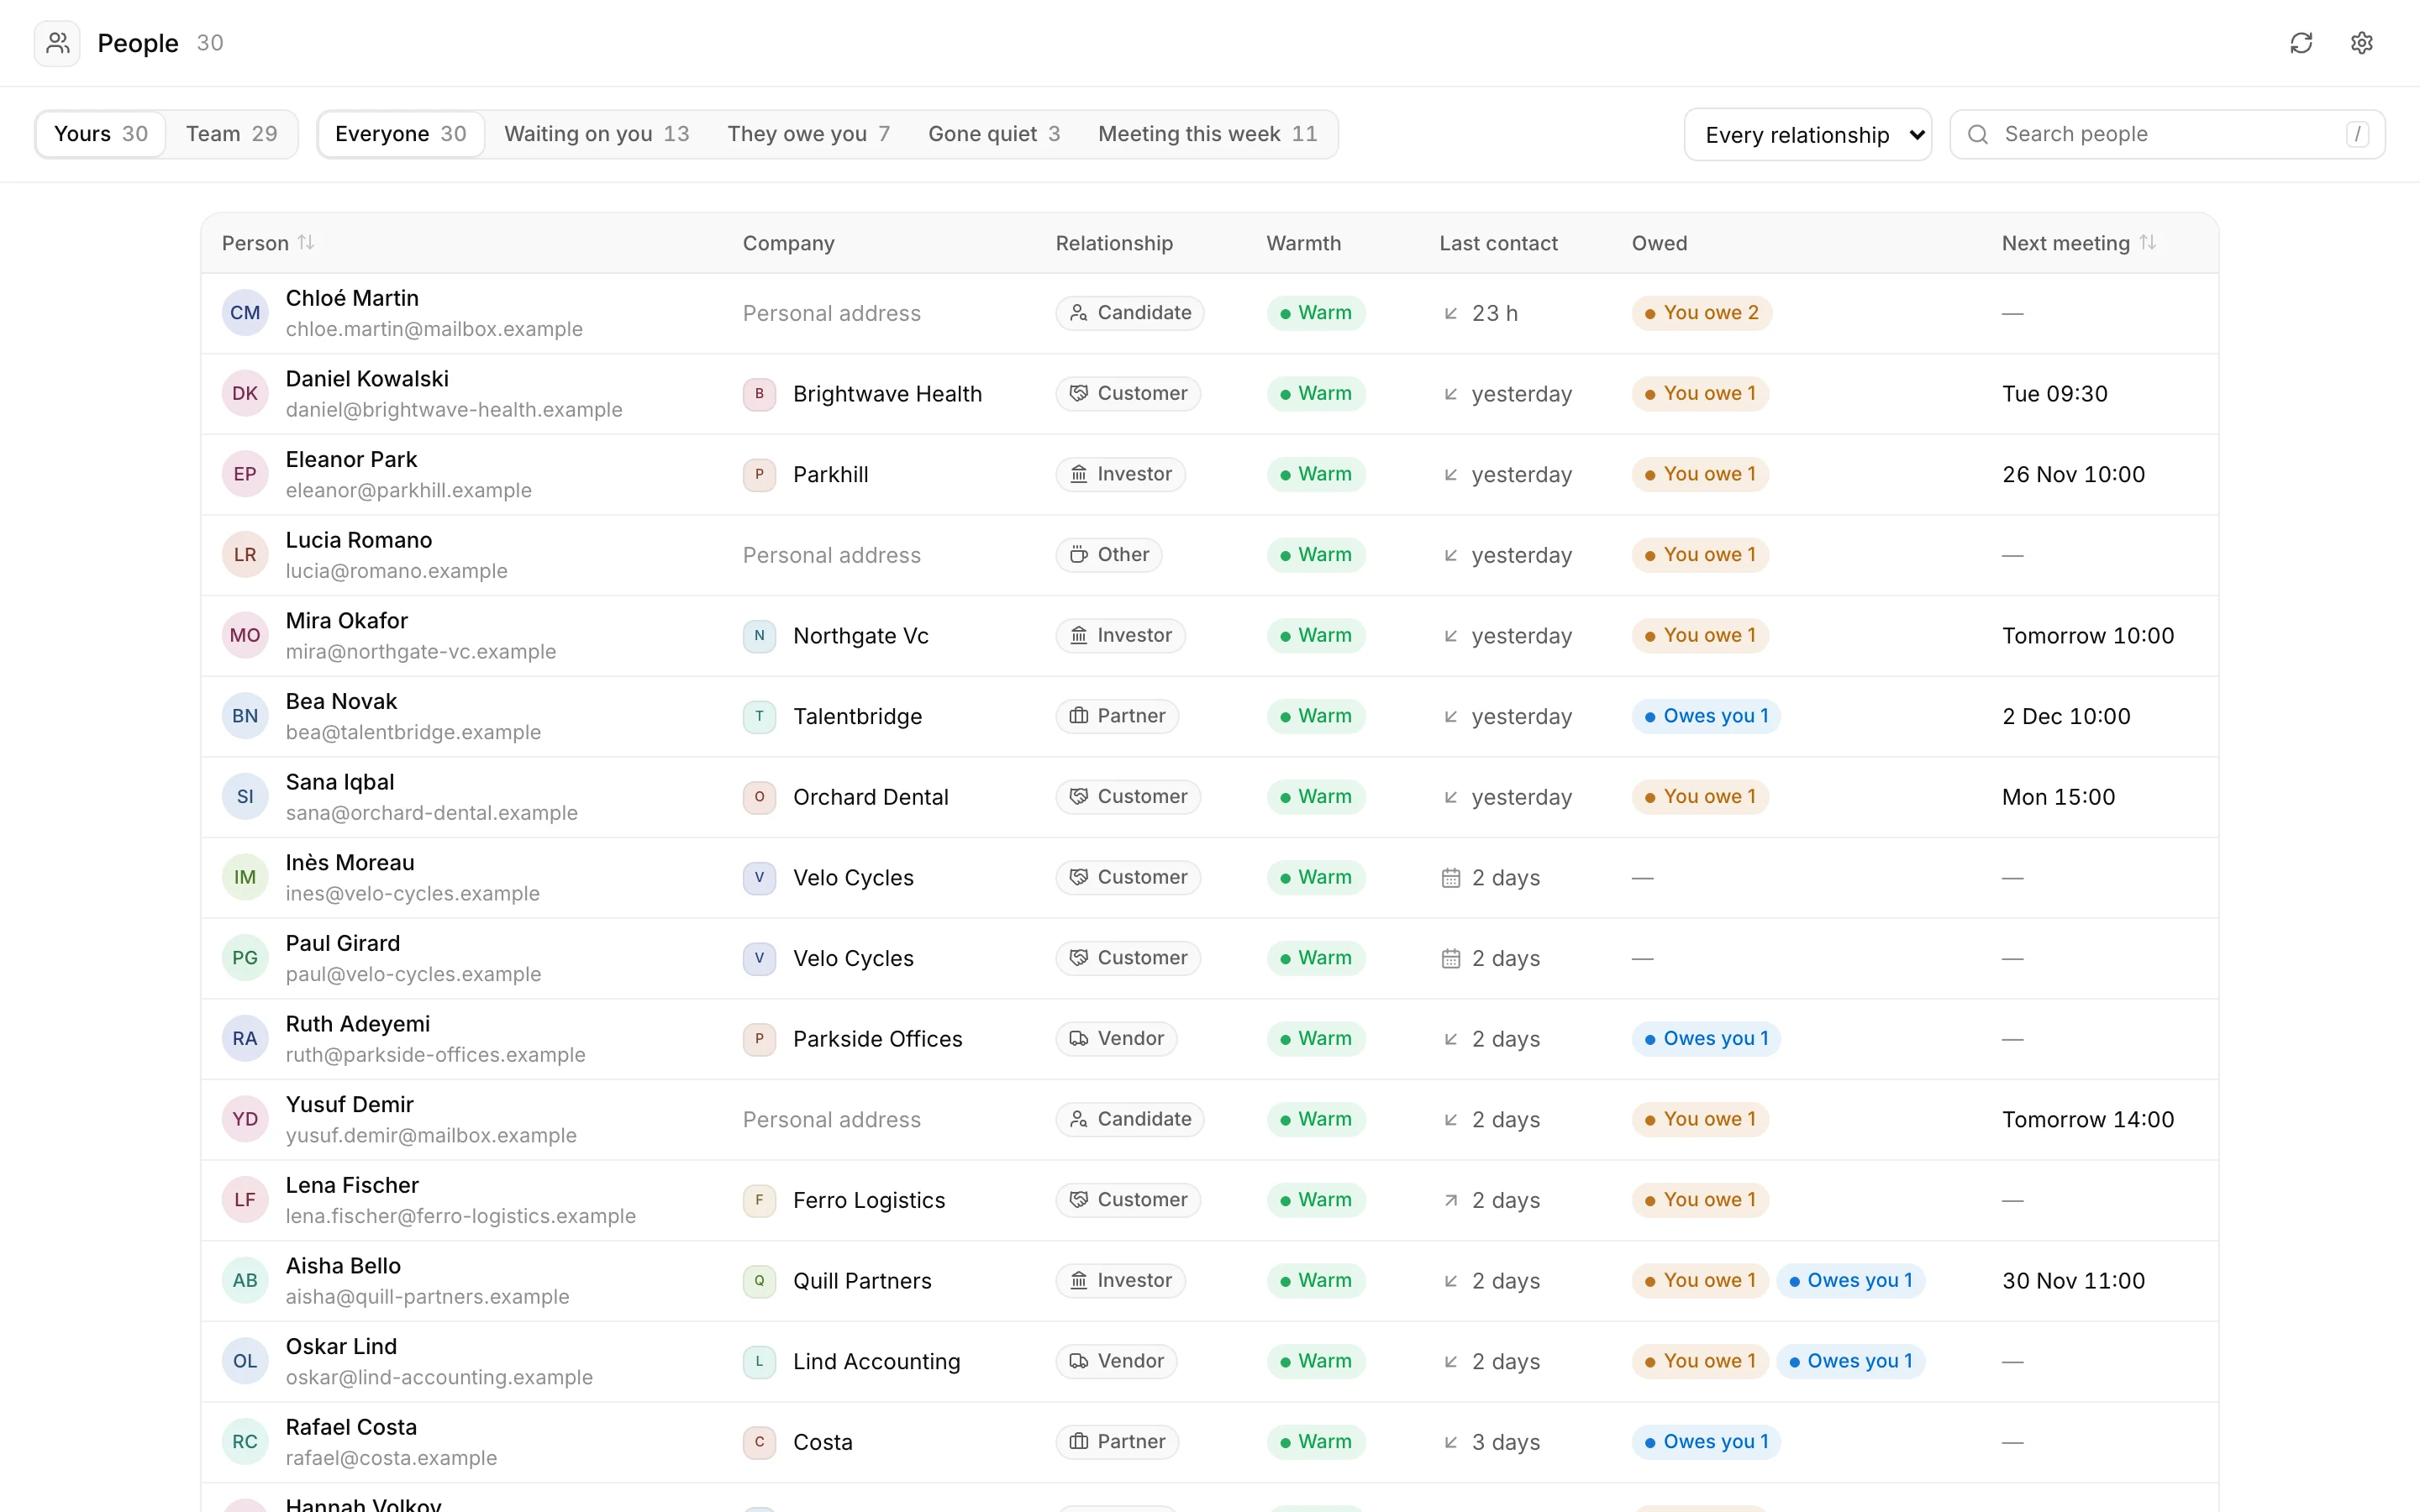 People 30
Yours 30 Team 29 Everyone 30 Waiting on you 13 They owe you 7 Gone quiet 3 Meeting this week 11 Every relationship Search people /
Person Company Relationship Warmth Last contact Owed Next meeting
CM Chloé Martin Personal address Candidate Warm 23 h You owe 2 —
chloe.martin@mailbox.example
DK Daniel Kowalski B Brightwave Health Customer Warm yesterday You owe 1 Tue 09:30
daniel@brightwave-health.example
EP Eleanor Park P Parkhill Investor Warm yesterday You owe 1 26 Nov 10:00
eleanor@parkhill.example
LR Lucia Romano Personal address Other Warm yesterday You owe 1 —
lucia@romano.example
MO Mira Okafor N Northgate Vc Investor Warm yesterday You owe 1 Tomorrow 10:00
mira@northgate-vc.example
BN Bea Novak T Talentbridge Partner Warm yesterday Owes you 1 2 Dec 10:00
bea@talentbridge.example
SI Sana Iqbal O Orchard Dental Customer Warm yesterday You owe 1 Mon 15:00
sana@orchard-dental.example
IM Inès Moreau V Velo Cycles Customer Warm 2 days — —
ines@velo-cycles.example
PG Paul Girard V Velo Cycles Customer Warm 2 days — —
paul@velo-cycles.example
RA Ruth Adeyemi P Parkside Offices Vendor Warm 2 days Owes you 1 —
ruth@parkside-offices.example
YD Yusuf Demir Personal address Candidate Warm 2 days You owe 1 Tomorrow 14:00
yusuf.demir@mailbox.example
LF Lena Fischer F Ferro Logistics Customer Warm 2 days You owe 1 —
lena.fischer@ferro-logistics.example
AB Aisha Bello Q Quill Partners Investor Warm 2 days You owe 1 Owes you 1 30 Nov 11:00
aisha@quill-partners.example
OL Oskar Lind L Lind Accounting Vendor Warm 2 days You owe 1 Owes you 1 —
oskar@lind-accounting.example
RC Rafael Costa C Costa Partner Warm 3 days Owes you 1 —
rafael@costa.example
Hannah Volkov